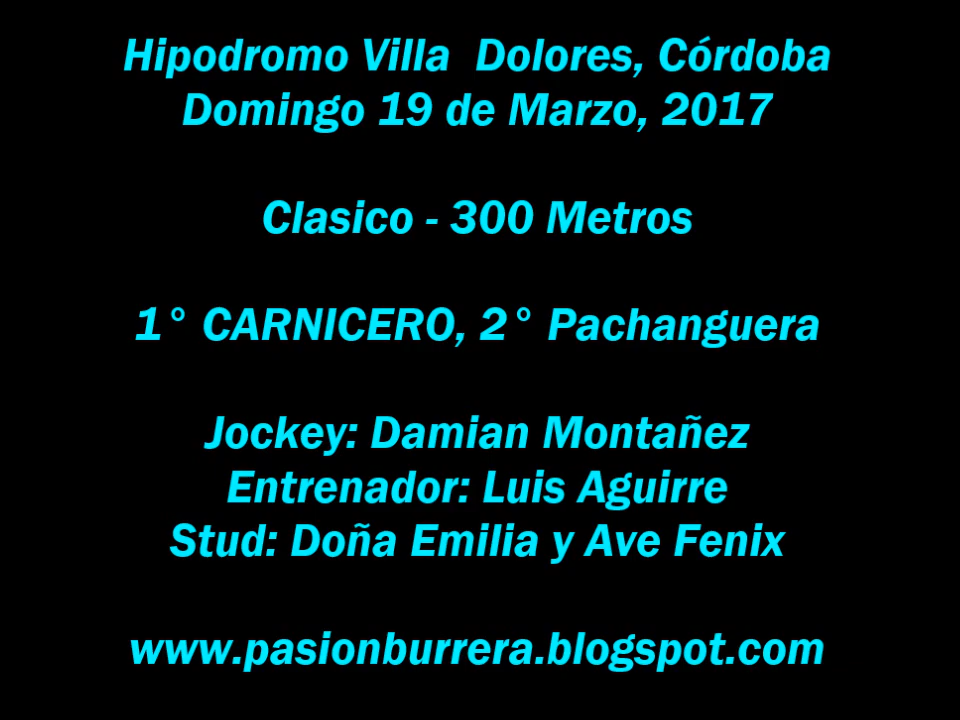 Hipodromo Villa Dolores, Córdoba
Domingo 19 de Marzo, 2017
Clasico - 300 Metros
1° CARNICERO, 2° Pachanguera
Jockey: Damian Montañez
Entrenador: Luis Aguirre
Stud: Doña Emilia y Ave Fenix
www.pasionburrera.blogspot.com